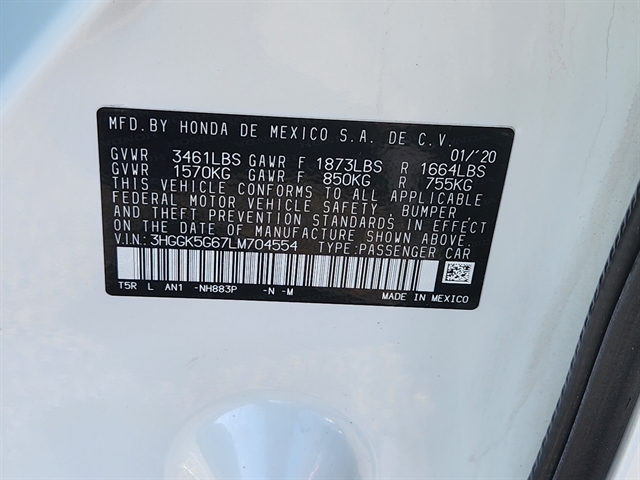 MFD.BY HONDA DE MEXICO S.A. DE C.V.
GVWR 3461LBS GAWR F 1873LBS R 1664LBS 01/'20
GVWR 1570KG GAWR F 850KG R 755KG
THIS VEHICLE CONFORMS TO ALL APPLICABLE
FEDERAL MOTOR VEHICLE SAFETY, BUMPER,
AND THEFT PREVENTION STANDARDS IN EFFECT
ON THE DATE OF MANUFACTURE SHOWN ABOVE.
V.I.N.: 3HGGK5G67LM704554 TYPE:PASSENGER CAR
T5R L AN1 -NH883P -N -M MADE IN MEXICO